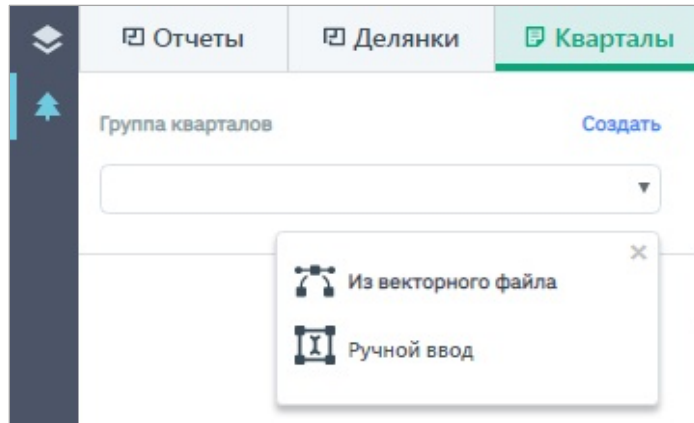 Отчеты Делянки Кварталы
Группа кварталов Создать
Из векторного файла
Ручной ввод